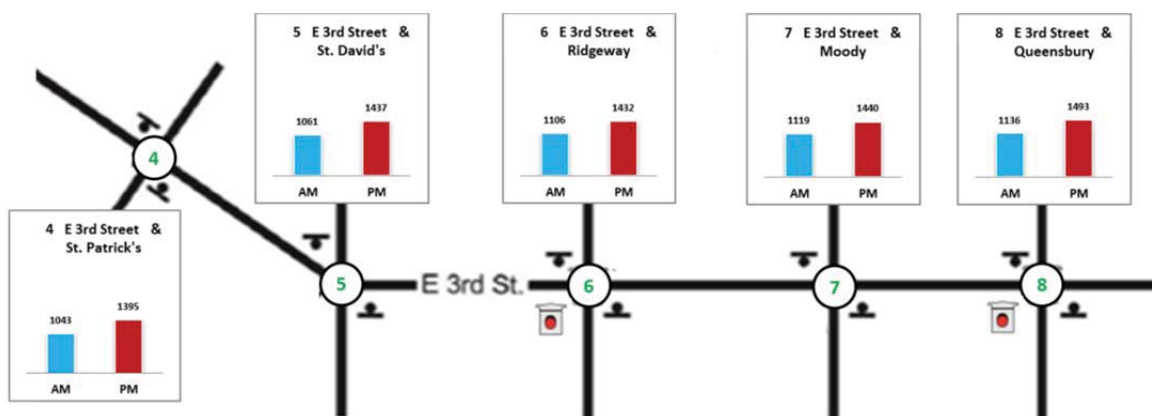 5 E 3rd Street &
St. David's
1061
1437
AM PM
6 E 3rd Street &
Ridgeway
1106
1432
AM PM
7 E 3rd Street &
Moody
1119
1440
AM PM
8 E 3rd Street &
Queensbury
1136
1493
AM PM
4
4 E 3rd Street &
St. Patrick's
1043
1395
AM PM
5
E 3rd St.
6
7
8